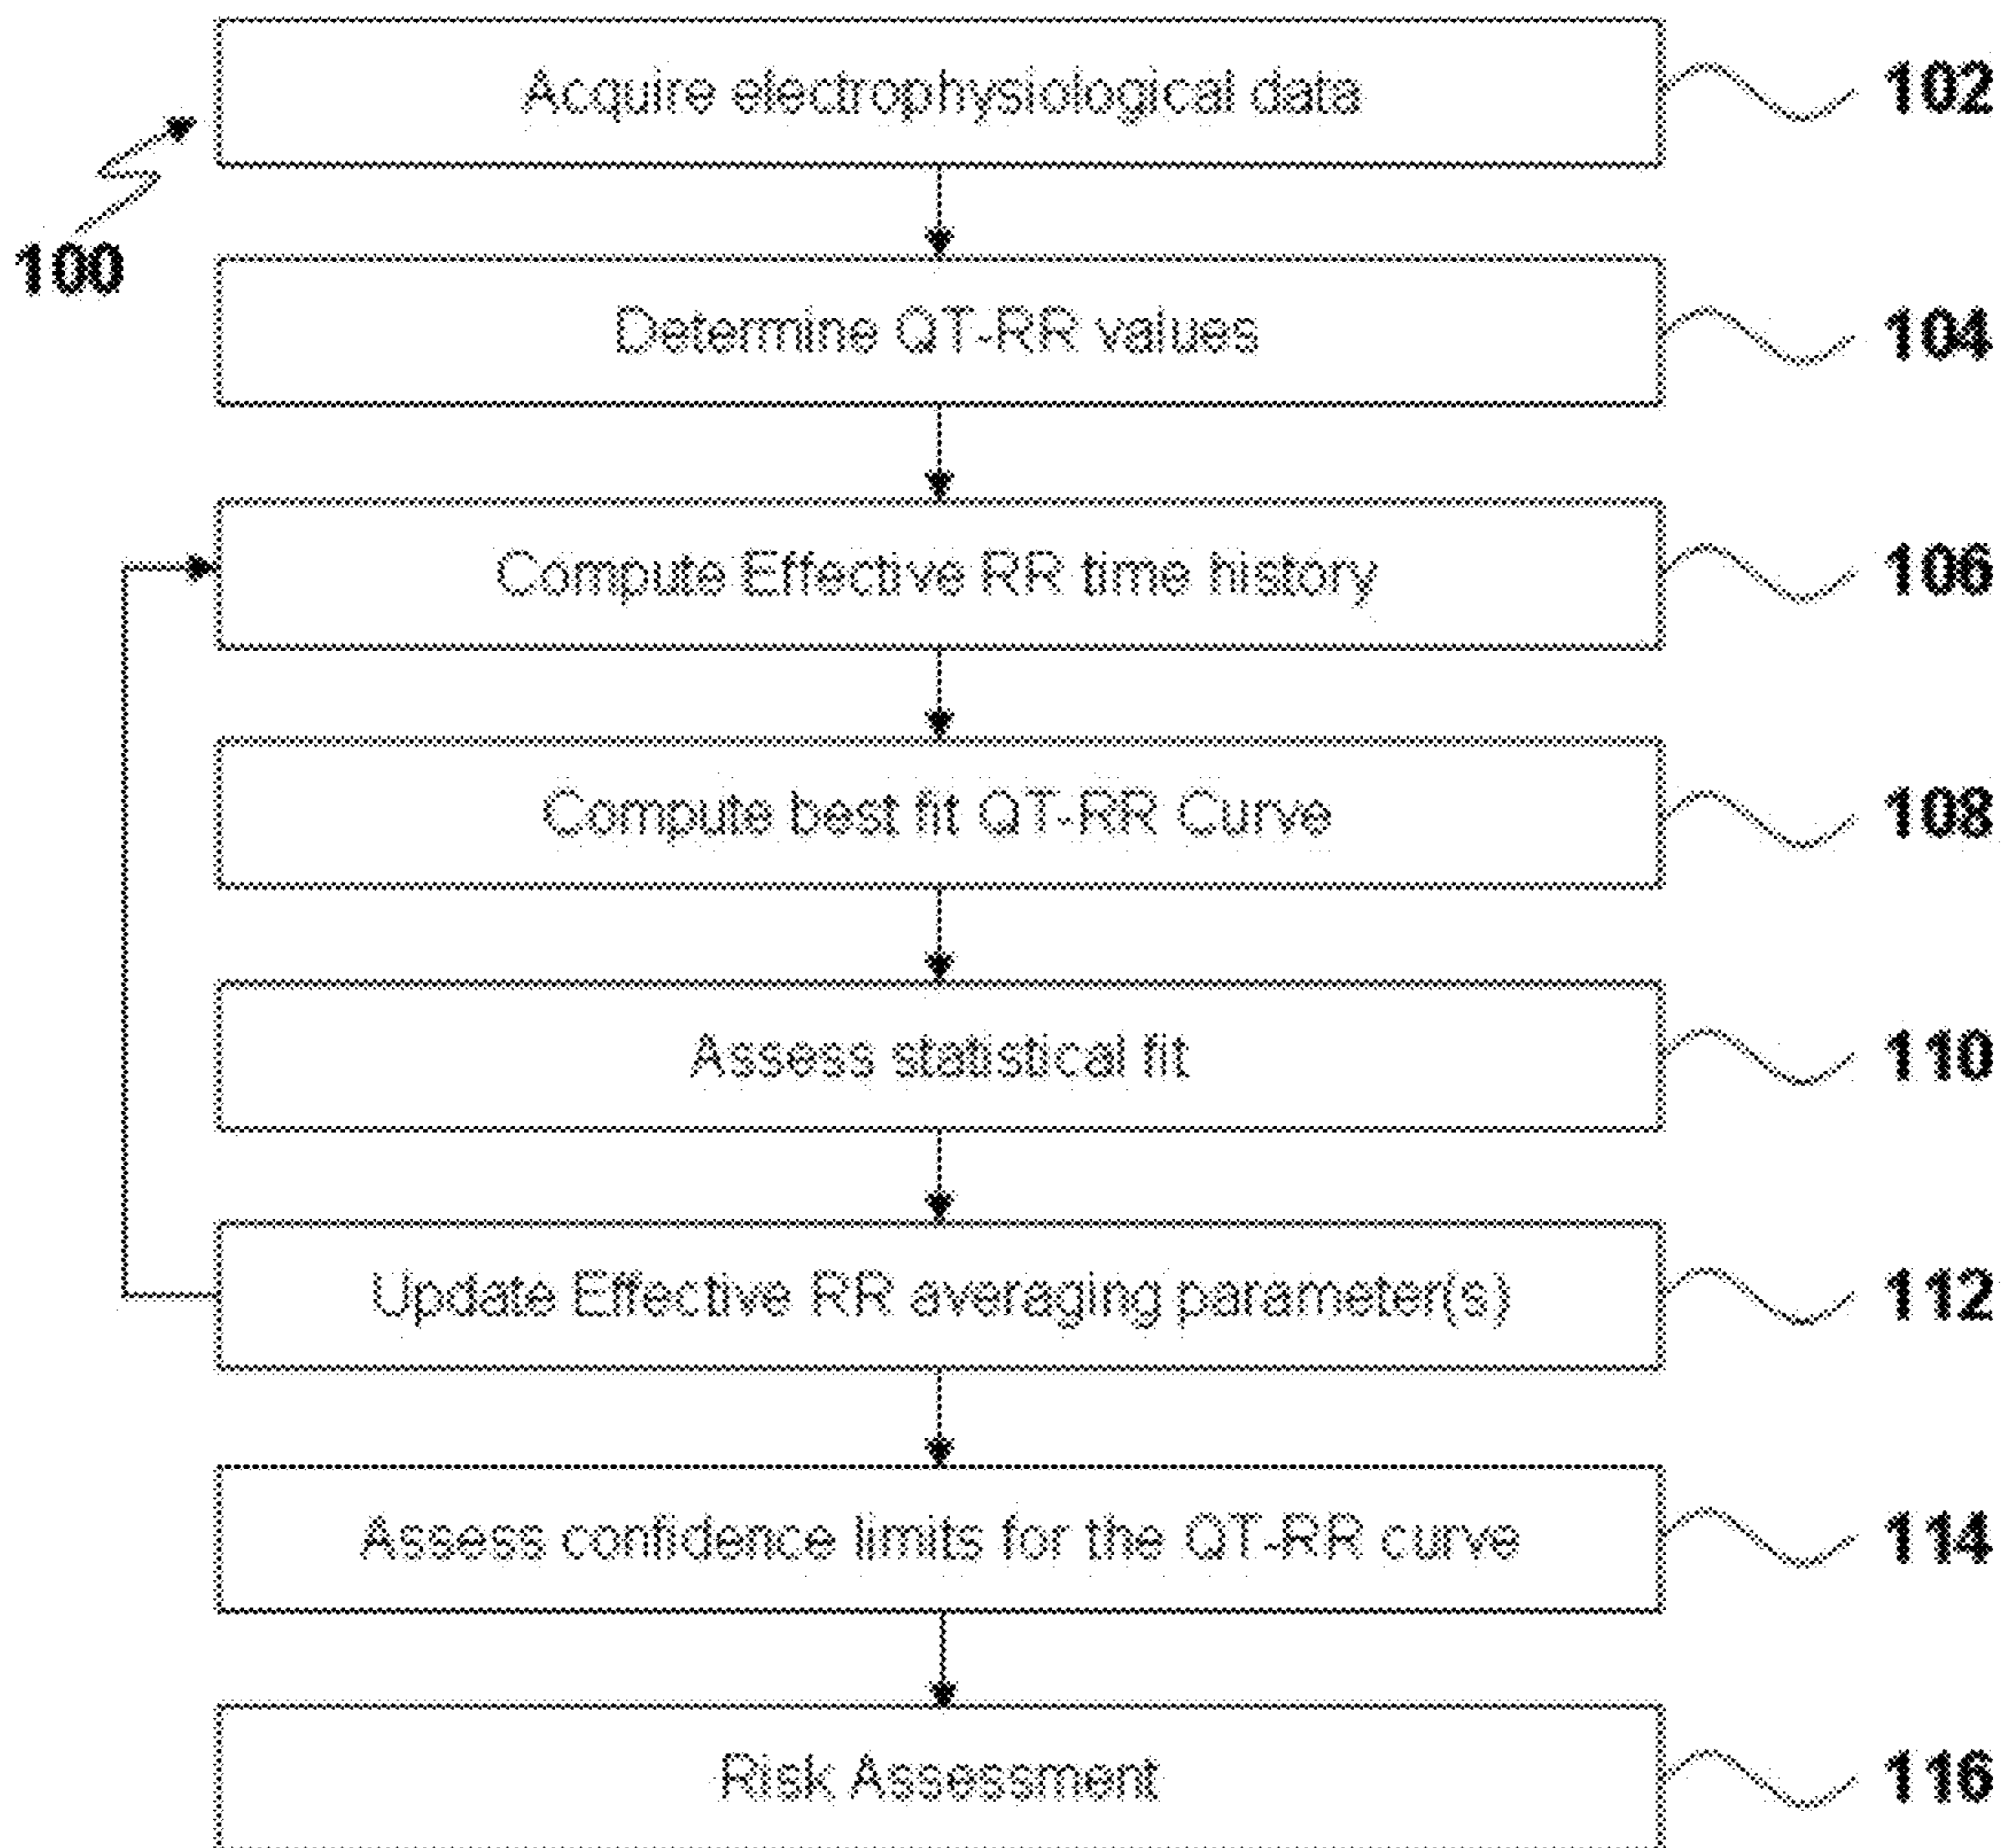 Acquire electrophysiological data
102
100
Determine QT-RR values
104
Compute Effective RR time history
106
Compute best fit QT-RR Curve
108
Assess statistical fit
110
Update Effective RR averaging parameter(s)
112
Assess confidence limits for the QT-RR curve
114
Risk Assessment
116